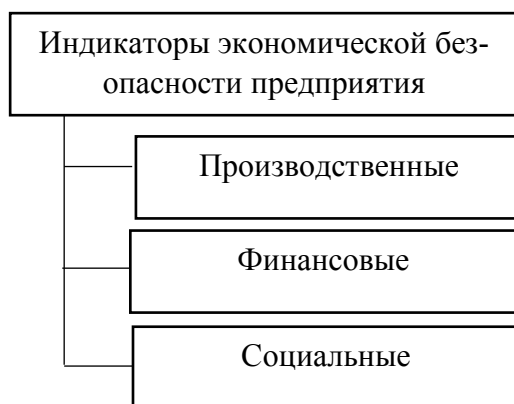 Индикаторы экономической без-
опасности предприятия
Производственные
Финансовые
Социальные